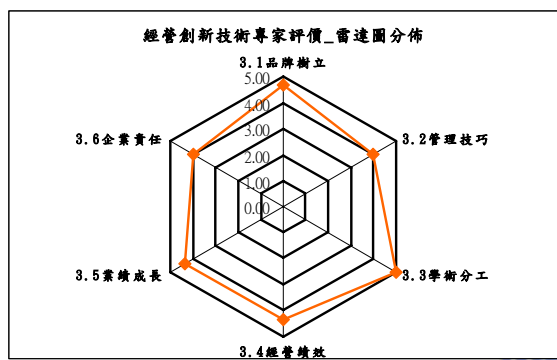 經營創新技術專家評價_雷達圖分佈
3.1品牌樹立
5.00
4.00
3.00
2.00
1.00
0.00
3.2管理技巧
3.3學術分工
3.4經營績效
3.5業績成長
3.6企業責任